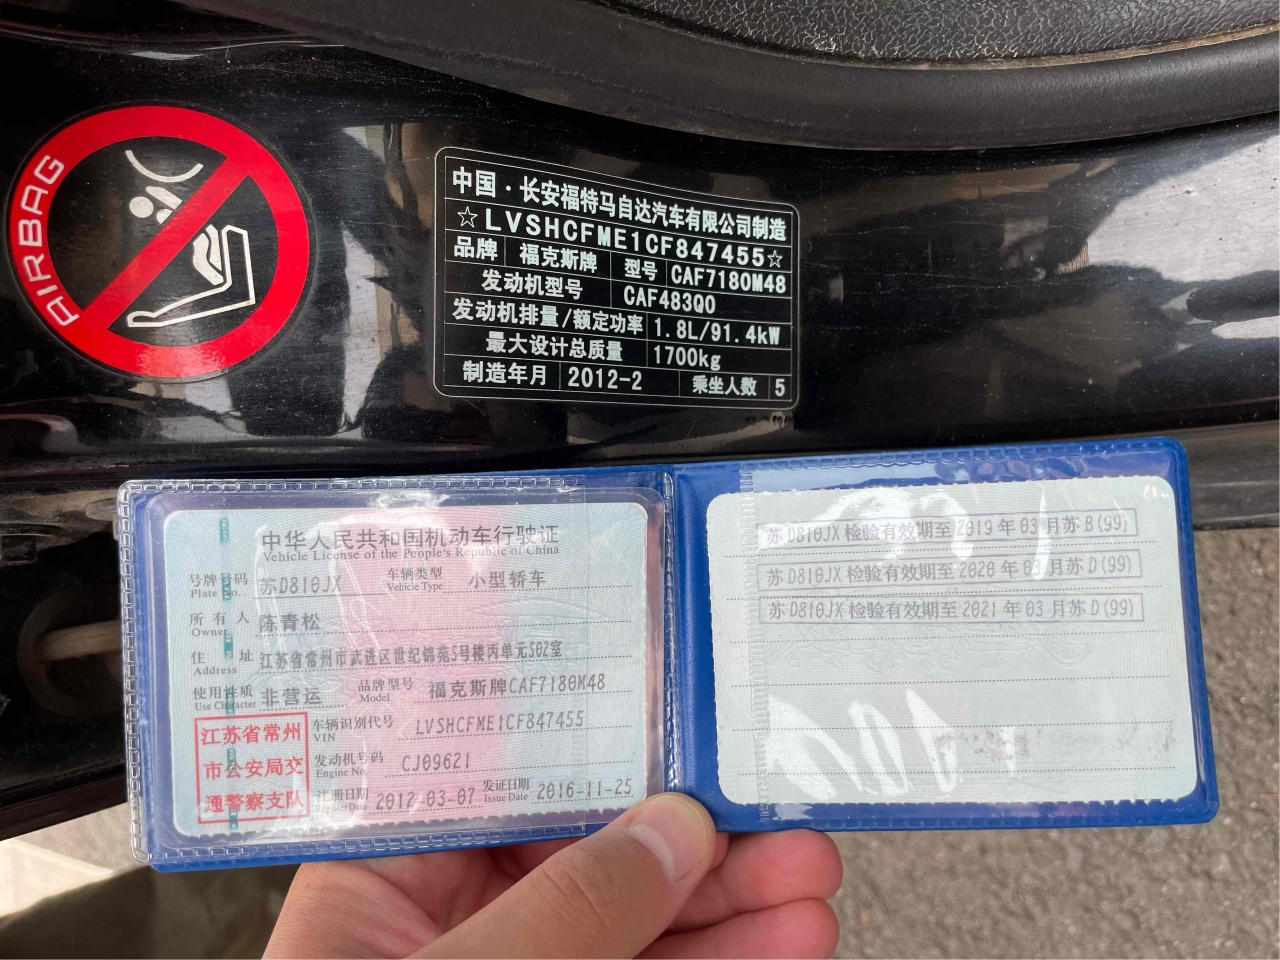 AIRBAG
中国·长安福特马自达汽车有限公司制造
☆LVSHCFME1CF847455☆
品牌 福克斯牌 型号 CAF7180M48
发动机型号 CAF483Q0
发动机排量/额定功率 1.8L/91.4kW
最大设计总质量 1700kg
制造年月 2012-2 乘坐人数 5
中华人民共和国机动车行驶证
Vehicle License of the People's Republic of China
号牌号码 苏D810JX 车辆类型 小型轿车
Plate No. Vehicle Type
所有人 陈青松
Owner
住址 江苏省常州市武进区世纪锦苑5号楼丙单元502室
Address
使用性质 非营运 品牌型号 福克斯牌CAF7180M48
Use Character Model
江苏省常州
市公安局交
通警察支队
车辆识别代号 LVSHCFME1CF847455
VIN
发动机号码 CJ09621
Engine No.
注册日期 2012-03-07 发证日期 2016-11-25
Register Date Issue Date
苏D810JX检验有效期至2019年03月苏B(99)
苏D810JX检验有效期至2020年03月苏D(99)
苏D810JX检验有效期至2021年03月苏D(99)